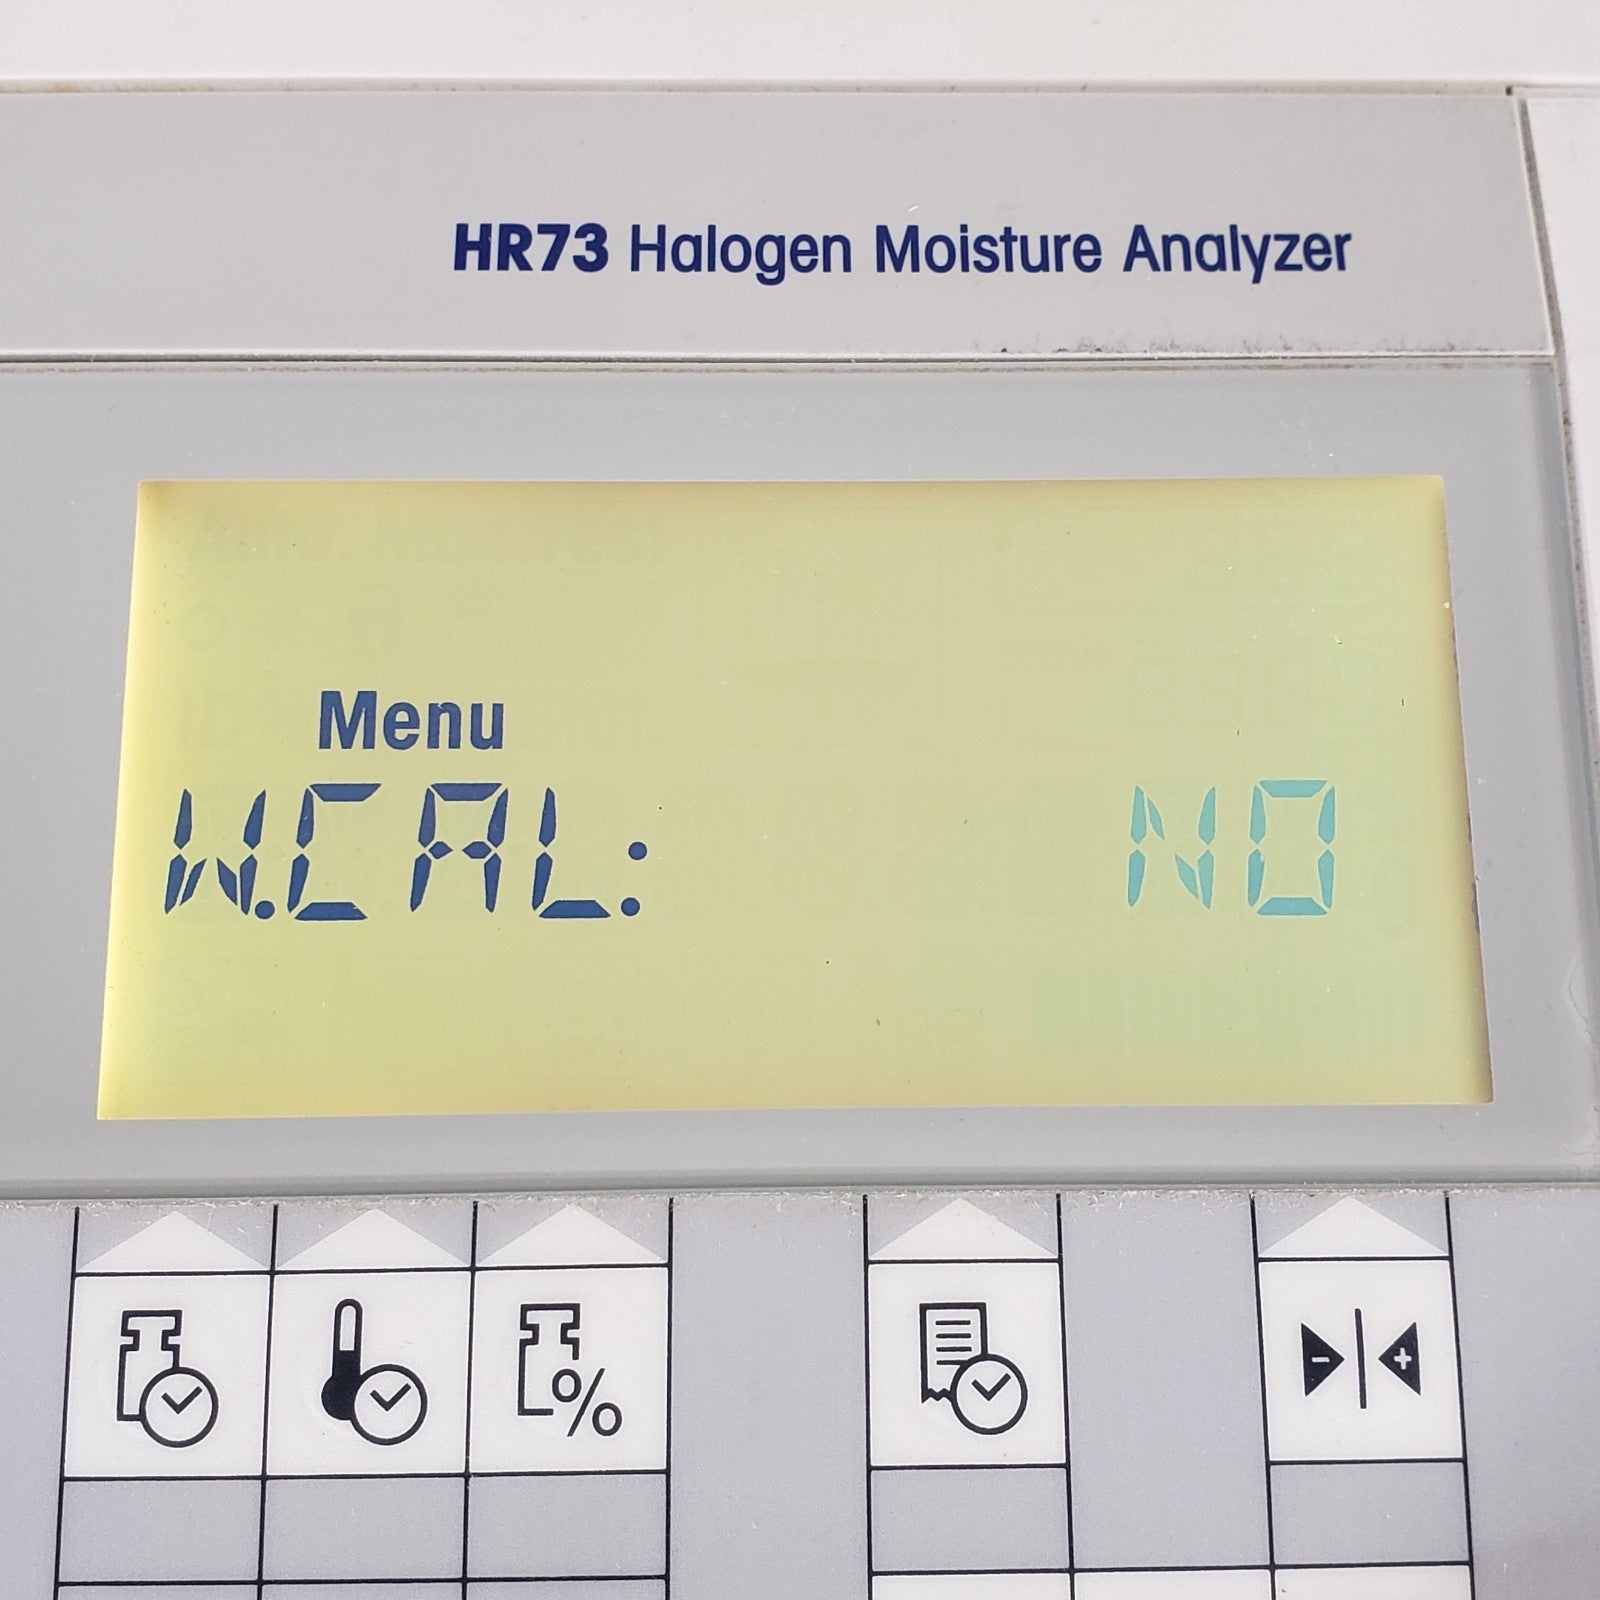 HR73 Halogen Moisture Analyzer
Menu
W.CAL: NO
%
- +